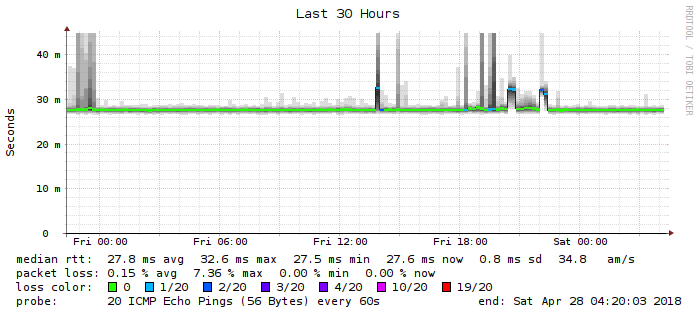 Last 30 Hours
RRDTOOL / TOBI OETIKER
Seconds
40 m
30 m
20 m
10 m
0
Fri 00:00 Fri 06:00 Fri 12:00 Fri 18:00 Sat 00:00
median rtt: 27.8 ms avg 32.6 ms max 27.5 ms min 27.6 ms now 0.8 ms sd 34.8 am/s
packet loss: 0.15 % avg 7.36 % max 0.00 % min 0.00 % now
loss color: 0 1/20 2/20 3/20 4/20 10/20 19/20
probe: 20 ICMP Echo Pings (56 Bytes) every 60s end: Sat Apr 28 04:20:03 2018